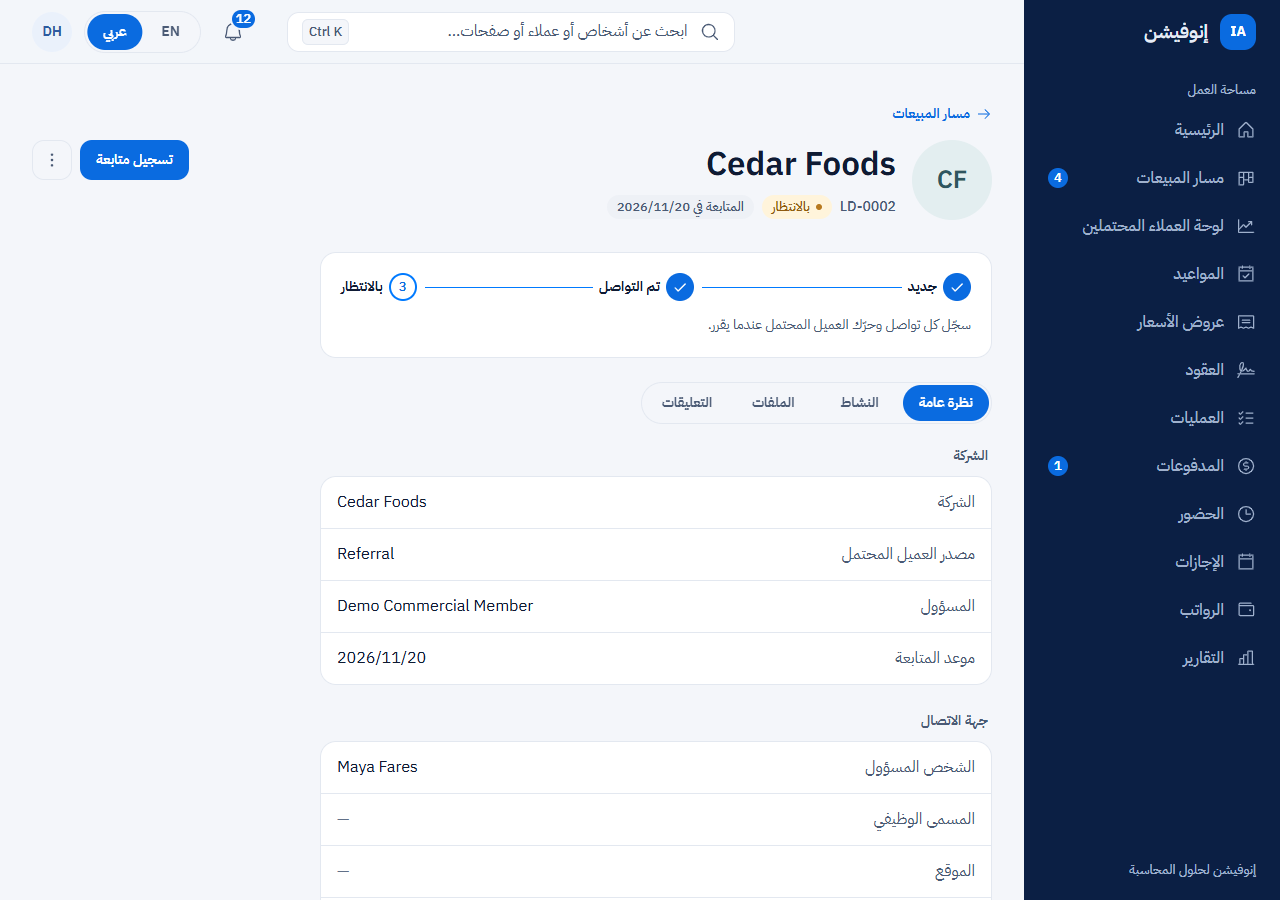 IA إنوفيشن
مساحة العمل
الرئيسية
مسار المبيعات 4
لوحة العملاء المحتملين
المواعيد
عروض الأسعار
العقود
العمليات
المدفوعات 1
الحضور
الإجازات
الرواتب
التقارير
إنوفيشن لحلول المحاسبة
ابحث عن أشخاص أو عملاء أو صفحات... Ctrl K
12
EN عربي
DH
مسار المبيعات
CF
Cedar Foods
LD-0002 بالانتظار المتابعة في 2026/11/20
تسجيل متابعة
جديد تم التواصل 3 بالانتظار
سجّل كل تواصل وحرّك العميل المحتمل عندما يقرر.
نظرة عامة النشاط الملفات التعليقات
الشركة
الشركة Cedar Foods
مصدر العميل المحتمل Referral
المسؤول Demo Commercial Member
موعد المتابعة 2026/11/20
جهة الاتصال
الشخص المسؤول Maya Fares
المسمى الوظيفي —
الموقع —